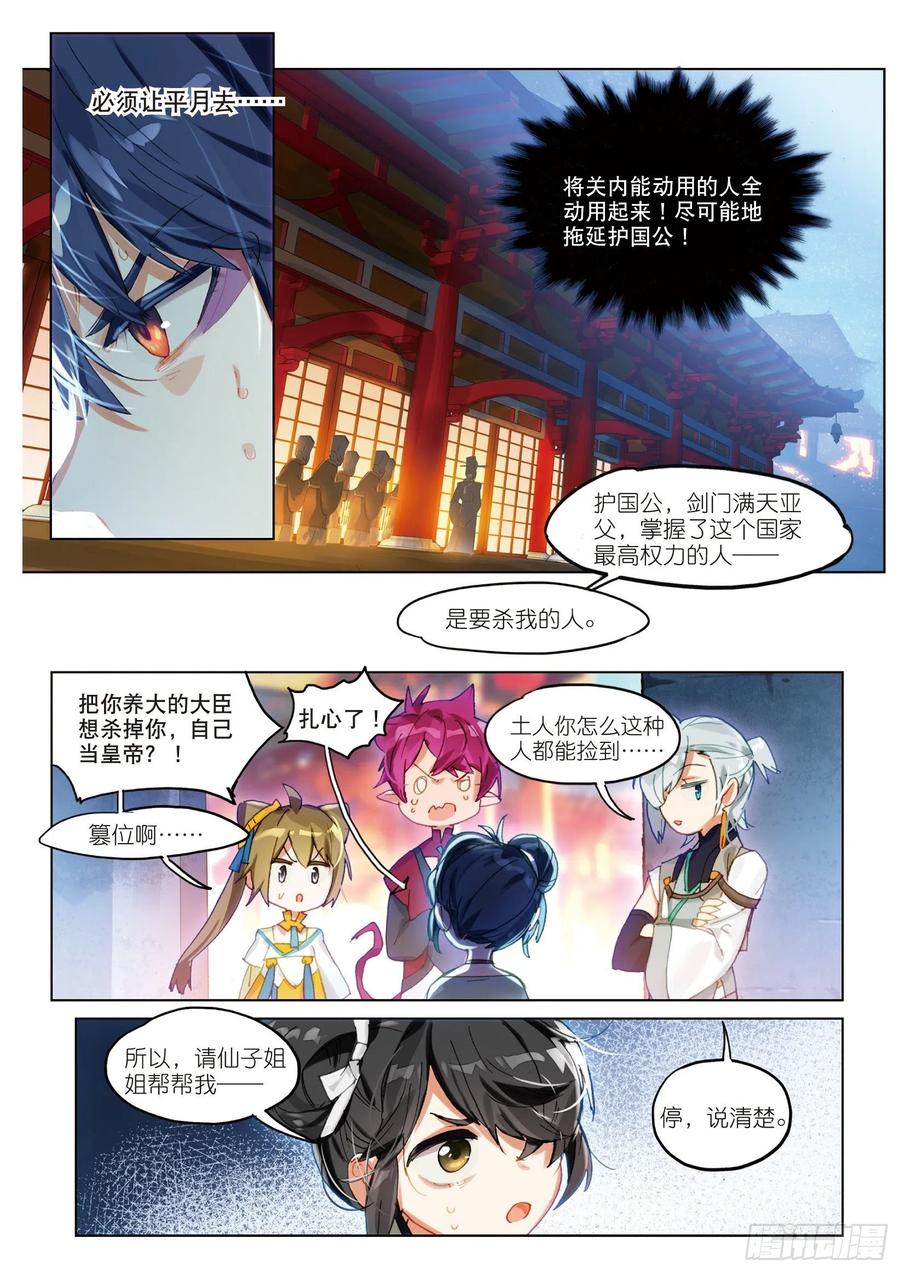 必须让平月去……
将关内能动用的人全
动用起来！尽可能地
拖延护国公！
护国公，剑门满天亚
父，掌握了这个国家
最高权力的人——
是要杀我的人。
把你养大的大臣
想杀掉你，自己
当皇帝？！
扎心了！
土人你怎么这种
人都能捡到……
篡位啊……
所以，请仙子姐
姐帮帮我——
停，说清楚。
腾讯动漫